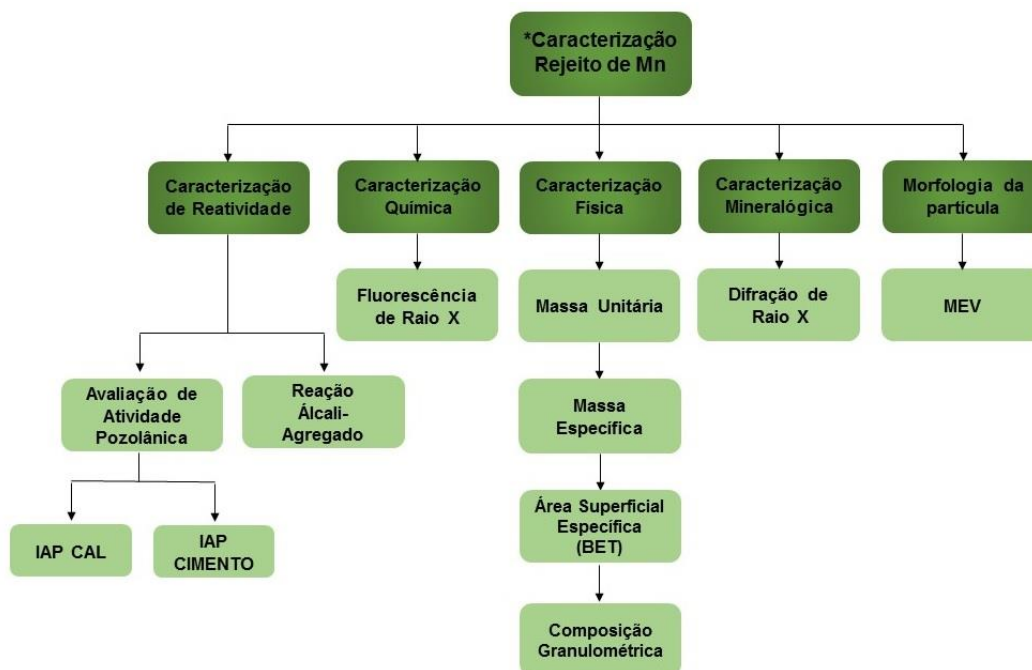 *Caracterização
Rejeito de Mn
Caracterização
de Reatividade
Caracterização
Química
Caracterização
Física
Caracterização
Mineralógica
Morfologia da
partícula
Fluorescência
de Raio X
Massa Unitária
Difração de
Raio X
MEV
Avaliação de
Atividade
Pozolânica
Reação
Álcali-
Agregado
Massa
Específica
IAP CAL
IAP
CIMENTO
Área Superficial
Específica
(BET)
Composição
Granulométrica